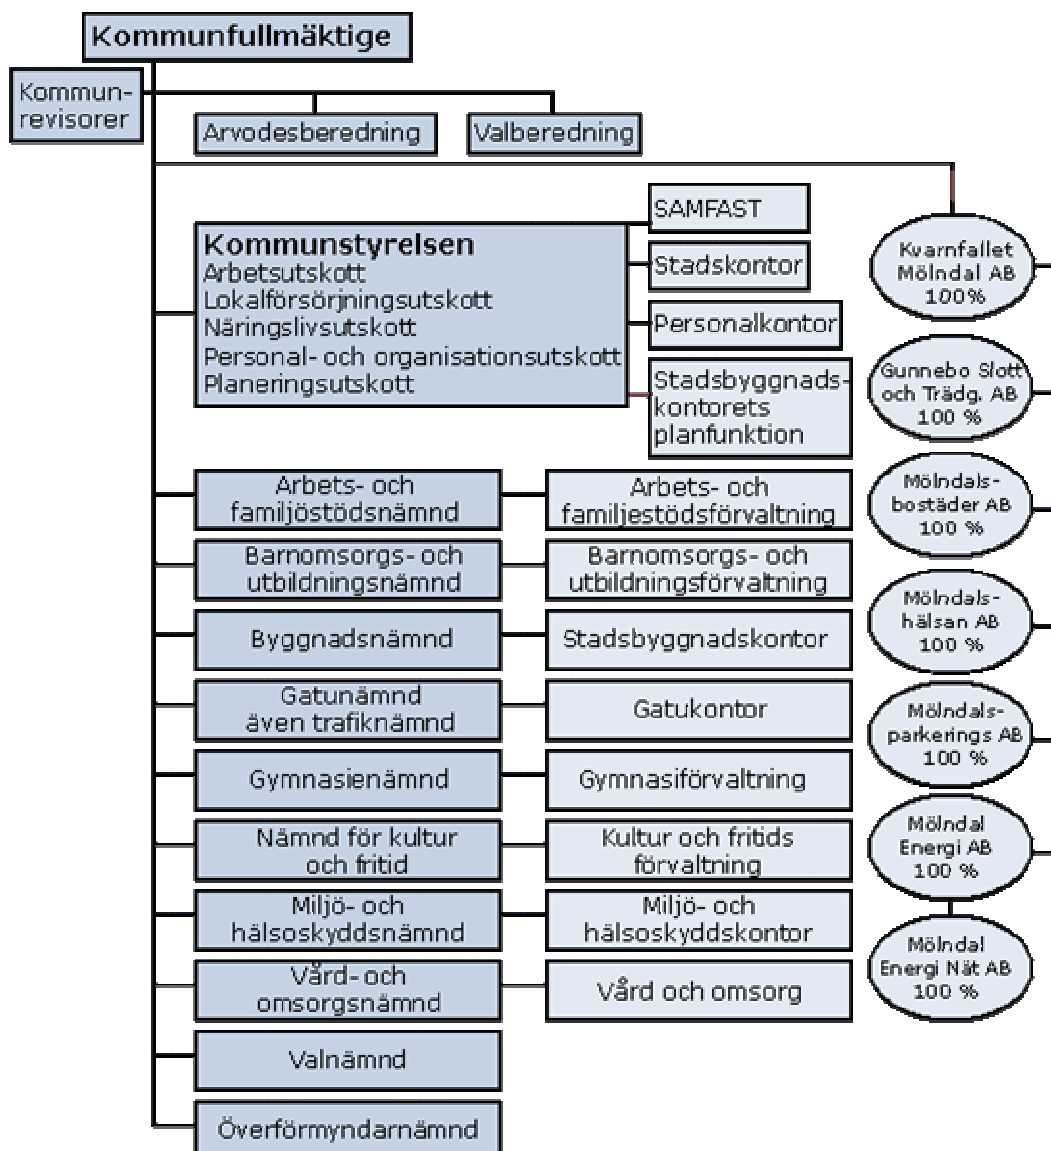 Kommunfullmäktige
Kommun-
revisorer
Arvodesberedning
Valberedning
Kommunstyrelsen
Arbetsutskott
Lokalförsörjningsutskott
Näringslivsutskott
Personal- och organisationsutskott
Planeringsutskott
SAMFAST
Stadskontor
Personalkontor
Stadsbyggnads-
kontorets
planfunktion
Arbets- och
familjöstödsnämnd
Arbets- och
familjestödsförvaltning
Barnomsorgs- och
utbildningsnämnd
Barnomsorgs- och
utbildningsförvaltning
Byggnadsnämnd
Stadsbyggnadskontor
Gatunämnd
även trafiknämnd
Gatukontor
Gymnasienämnd
Gymnasiförvaltning
Nämnd för kultur
och fritid
Kultur och fritids
förvaltning
Miljö- och
hälsoskyddsnämnd
Miljö- och
hälsoskyddskontor
Vård- och
omsorgsnämnd
Vård och omsorg
Valnämnd
Överförmyndarnämnd
Kvarnfallet
Mölndal AB
100%
Gunnebo Slott
och Trädg. AB
100 %
Mölndals-
bostäder AB
100 %
Mölndals-
hälsan AB
100 %
Mölndals-
parkerings AB
100 %
Mölndal
Energi AB
100 %
Mölndal
Energi Nät AB
100 %